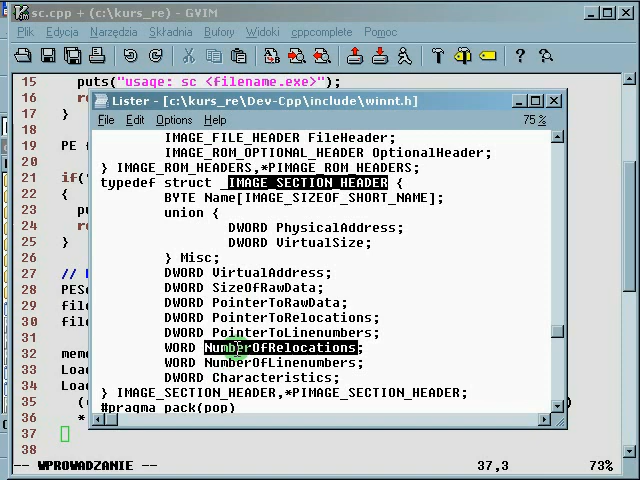 sc.cpp + (c:\kurs_re) - GVIM
Plik Edycja Narzędzia Składnia Bufory Widoki cppcomplete Pomoc
15 puts("usage: sc <filename.exe>");
16 re
17 }
18
19 PE f
20
21 if(*
22 {
23 pu
24 re
25 }
26
27 // P
28 PESe
29 file
30 file
31
32 meme
33 Load
34 Load
35 (
36 *
37
38
-- WPROWADZANIE -- 37,3 73%
Lister - [c:\kurs_re\Dev-Cpp\include\winnt.h]
File Edit Options Help 75 %
IMAGE_FILE_HEADER FileHeader;
IMAGE_ROM_OPTIONAL_HEADER OptionalHeader;
} IMAGE_ROM_HEADERS,*PIMAGE_ROM_HEADERS;
typedef struct _IMAGE_SECTION_HEADER {
BYTE Name[IMAGE_SIZEOF_SHORT_NAME];
union {
DWORD PhysicalAddress;
DWORD VirtualSize;
} Misc;
DWORD VirtualAddress;
DWORD SizeOfRawData;
DWORD PointerToRawData;
DWORD PointerToRelocations;
DWORD PointerToLinenumbers;
WORD NumberOfRelocations;
WORD NumberOfLinenumbers;
DWORD Characteristics;
} IMAGE_SECTION_HEADER,*PIMAGE_SECTION_HEADER;
#pragma pack(pop)